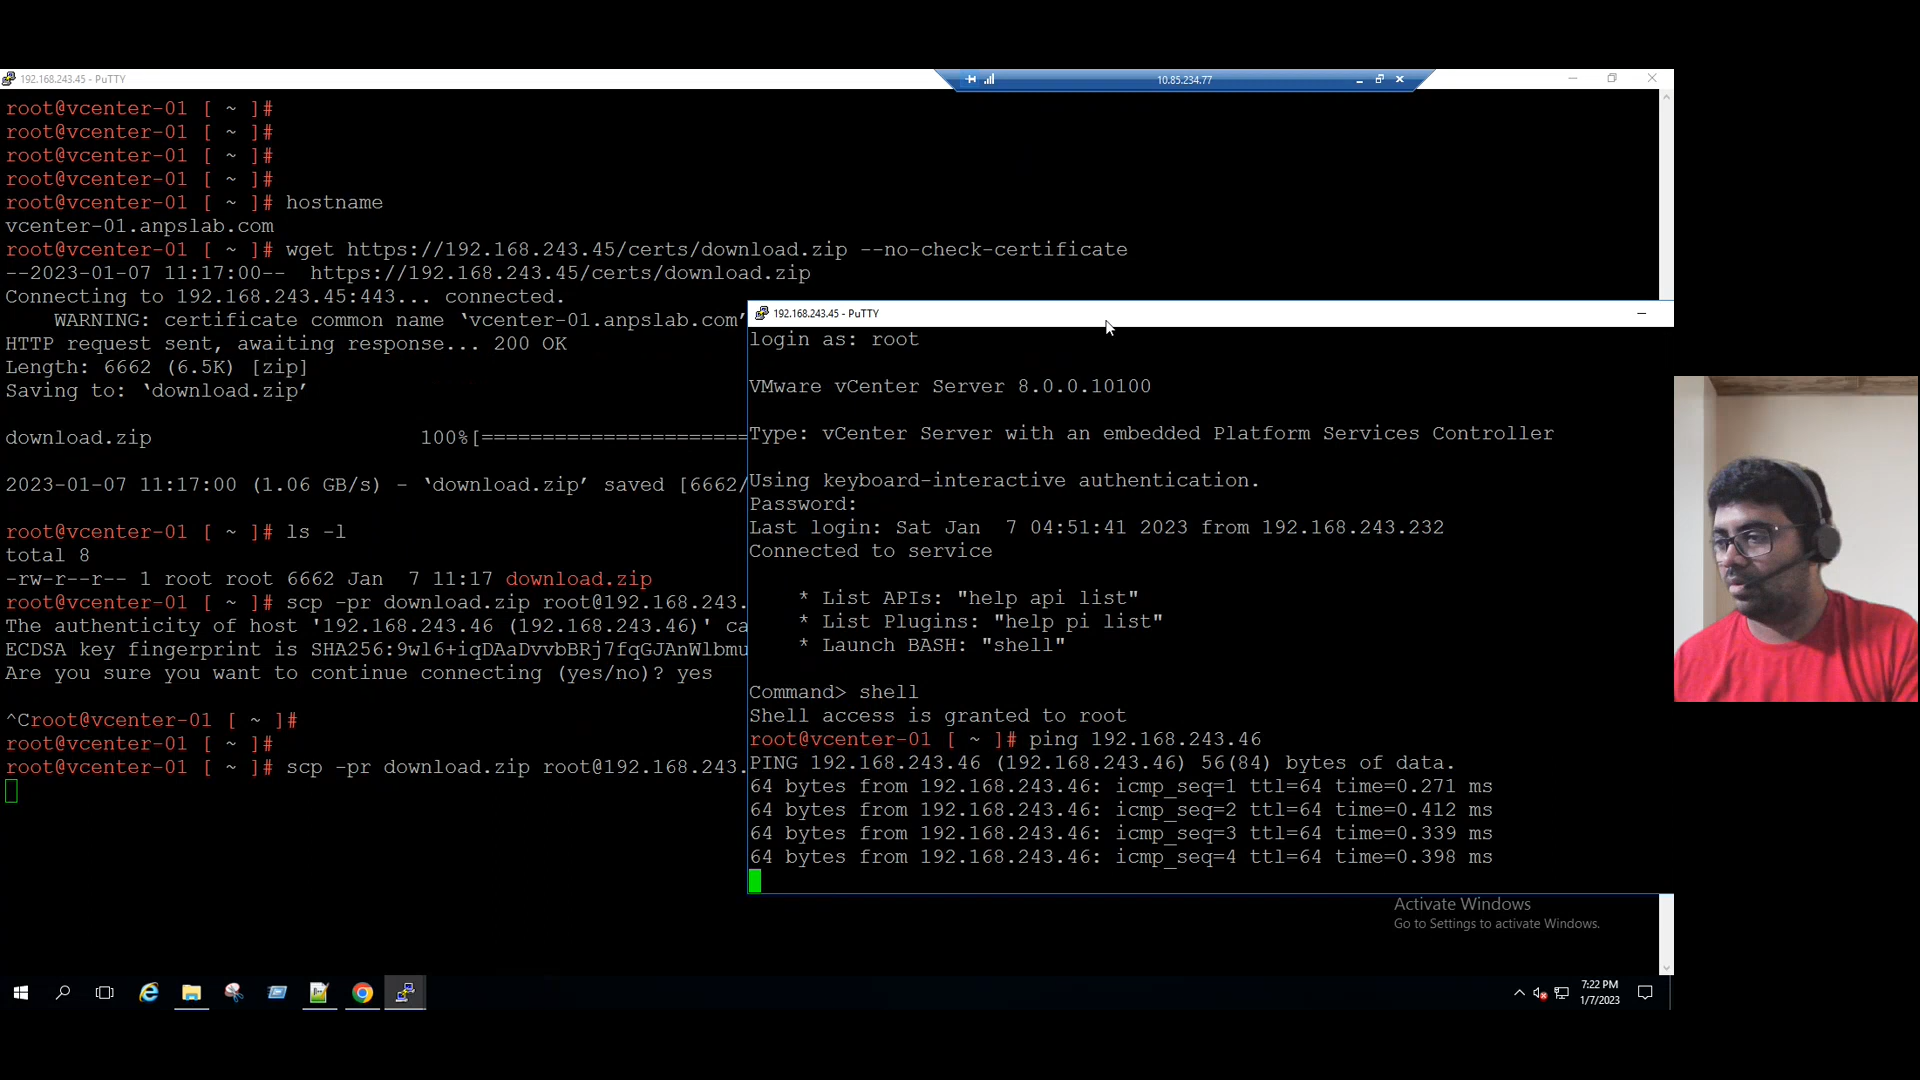 192.168.243.45 - PuTTY
10.85.234.77
root@vcenter-01 [ ~ ]#
root@vcenter-01 [ ~ ]#
root@vcenter-01 [ ~ ]#
root@vcenter-01 [ ~ ]#
root@vcenter-01 [ ~ ]# hostname
vcenter-01.anpslab.com
root@vcenter-01 [ ~ ]# wget https://192.168.243.45/certs/download.zip --no-check-certificate
--2023-01-07 11:17:00--  https://192.168.243.45/certs/download.zip
Connecting to 192.168.243.45:443... connected.
WARNING: certificate common name ‘vcenter-01.anpslab.com’
HTTP request sent, awaiting response... 200 OK
Length: 6662 (6.5K) [zip]
Saving to: ‘download.zip’
download.zip 100%[======================
2023-01-07 11:17:00 (1.06 GB/s) - ‘download.zip’ saved [6662/
root@vcenter-01 [ ~ ]# ls -l
total 8
-rw-r--r-- 1 root root 6662 Jan  7 11:17 download.zip
root@vcenter-01 [ ~ ]# scp -pr download.zip root@192.168.243.
The authenticity of host '192.168.243.46 (192.168.243.46)' ca
ECDSA key fingerprint is SHA256:9wl6+iqDAaDvvbBRj7fqGJAnWlbmu
Are you sure you want to continue connecting (yes/no)? yes
^Croot@vcenter-01 [ ~ ]#
root@vcenter-01 [ ~ ]#
root@vcenter-01 [ ~ ]# scp -pr download.zip root@192.168.243.
192.168.243.45 - PuTTY
login as: root
VMware vCenter Server 8.0.0.10100
Type: vCenter Server with an embedded Platform Services Controller
Using keyboard-interactive authentication.
Password:
Last login: Sat Jan  7 04:51:41 2023 from 192.168.243.232
Connected to service
* List APIs: "help api list"
* List Plugins: "help pi list"
* Launch BASH: "shell"
Command> shell
Shell access is granted to root
root@vcenter-01 [ ~ ]# ping 192.168.243.46
PING 192.168.243.46 (192.168.243.46) 56(84) bytes of data.
64 bytes from 192.168.243.46: icmp_seq=1 ttl=64 time=0.271 ms
64 bytes from 192.168.243.46: icmp_seq=2 ttl=64 time=0.412 ms
64 bytes from 192.168.243.46: icmp_seq=3 ttl=64 time=0.339 ms
64 bytes from 192.168.243.46: icmp_seq=4 ttl=64 time=0.398 ms
Activate Windows
Go to Settings to activate Windows.
7:22 PM
1/7/2023